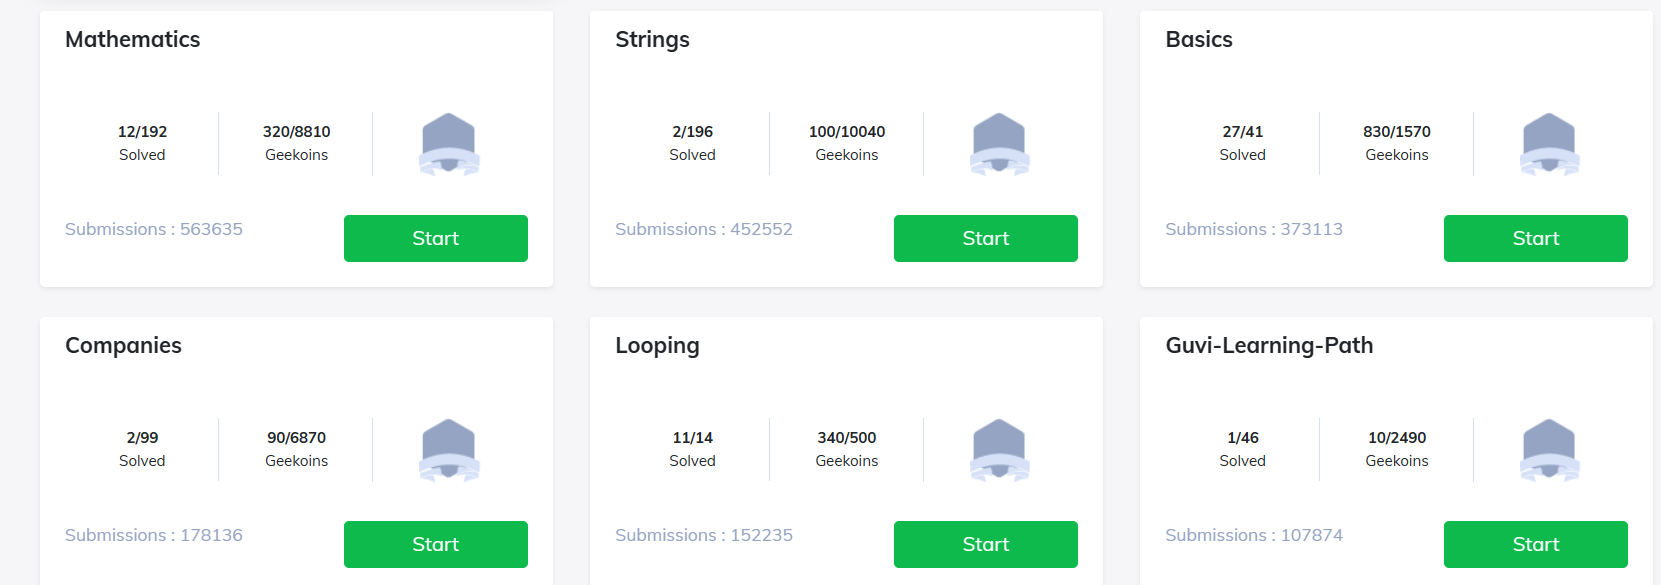 Mathematics
12/192
Solved
320/8810
Geekoins
Submissions : 563635
Start
Strings
2/196
Solved
100/10040
Geekoins
Submissions : 452552
Start
Basics
27/41
Solved
830/1570
Geekoins
Submissions : 373113
Start
Companies
2/99
Solved
90/6870
Geekoins
Submissions : 178136
Start
Looping
11/14
Solved
340/500
Geekoins
Submissions : 152235
Start
Guvi-Learning-Path
1/46
Solved
10/2490
Geekoins
Submissions : 107874
Start